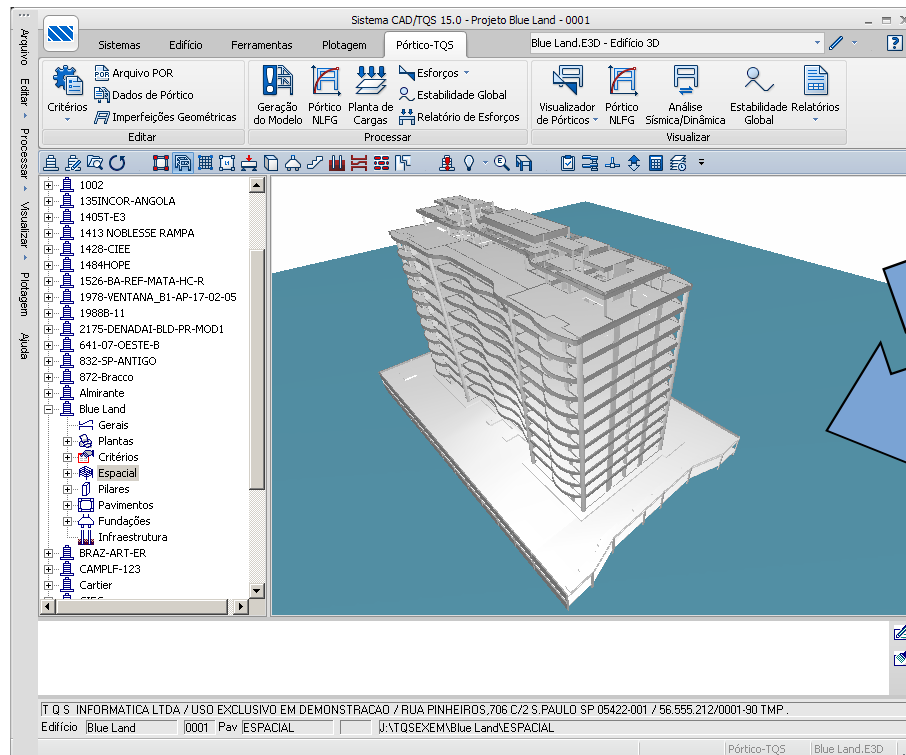 Sistema CAD/TQS 15.0 - Projeto Blue Land - 0001
Arquivo Editar Processar Visualizar Plotagem Ajuda
Sistemas Edifício Ferramentas Plotagem Pórtico-TQS
Blue Land.E3D - Edifício 3D
Critérios
Arquivo POR
Dados de Pórtico
Imperfeições Geométricas
Editar
Geração do Modelo
Pórtico NLFG
Planta de Cargas
Esforços
Estabilidade Global
Relatório de Esforços
Processar
Visualizador de Pórticos
Pórtico NLFG
Análise Sísmica/Dinâmica
Estabilidade Global
Relatórios
Visualizar
1002
135INCOR-ANGOLA
1405T-E3
1413 NOBLESSE RAMPA
1428-CIEE
1484HOPE
1526-BA-REF-MATA-HC-R
1978-VENTANA_B1-AP-17-02-05
1988B-11
2175-DENADAI-BLD-PR-MOD1
641-07-OESTE-B
832-SP-ANTIGO
872-Bracco
Almirante
Blue Land
Gerais
Plantas
Critérios
Espacial
Pilares
Pavimentos
Fundações
Infraestrutura
BRAZ-ART-ER
CAMPLF-123
Cartier
T Q S INFORMATICA LTDA / USO EXCLUSIVO EM DEMONSTRACAO / RUA PINHEIROS,706 C/2 S.PAULO SP 05422-001 / 56.555.212/0001-90 TMP .
Edifício Blue Land 0001 Pav ESPACIAL J:\TQSEXEM\Blue Land\ESPACIAL
Pórtico-TQS Blue Land.E3D